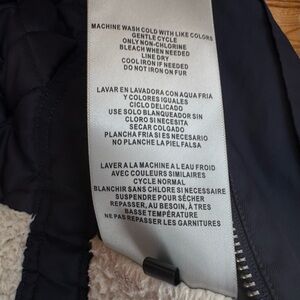 MACHINE WASH COLD WITH LIKE COLORS
GENTLE CYCLE
ONLY NON-CHLORINE
BLEACH WHEN NEEDED
LINE DRY
COOL IRON IF NEEDED
DO NOT IRON ON FUR
LAVAR EN LAVADORA CON AQUA FRIA
Y COLORES IGUALES
CICLO DELICADO
USE SOLO BLANQUEADOR SIN
CLORO SI NECESITA
SECAR COLGADO
PLANCHA FRIA SI ES NECESARIO
NO PLANCHE LA PIEL FALSA
LAVER A LA MACHINE A L EAU FROID
AVEC COULEURS SIMILAIRES
CYCLE NORMAL
BLANCHIR SANS CHLORE SI NECESSAIRE
SUSPENDRE POUR SÉCHER
REPASSER, AU BESOIN, À TRÈS
BASSE TEMPÉRATURE
NE PAS REPASSER LES GARNITURES